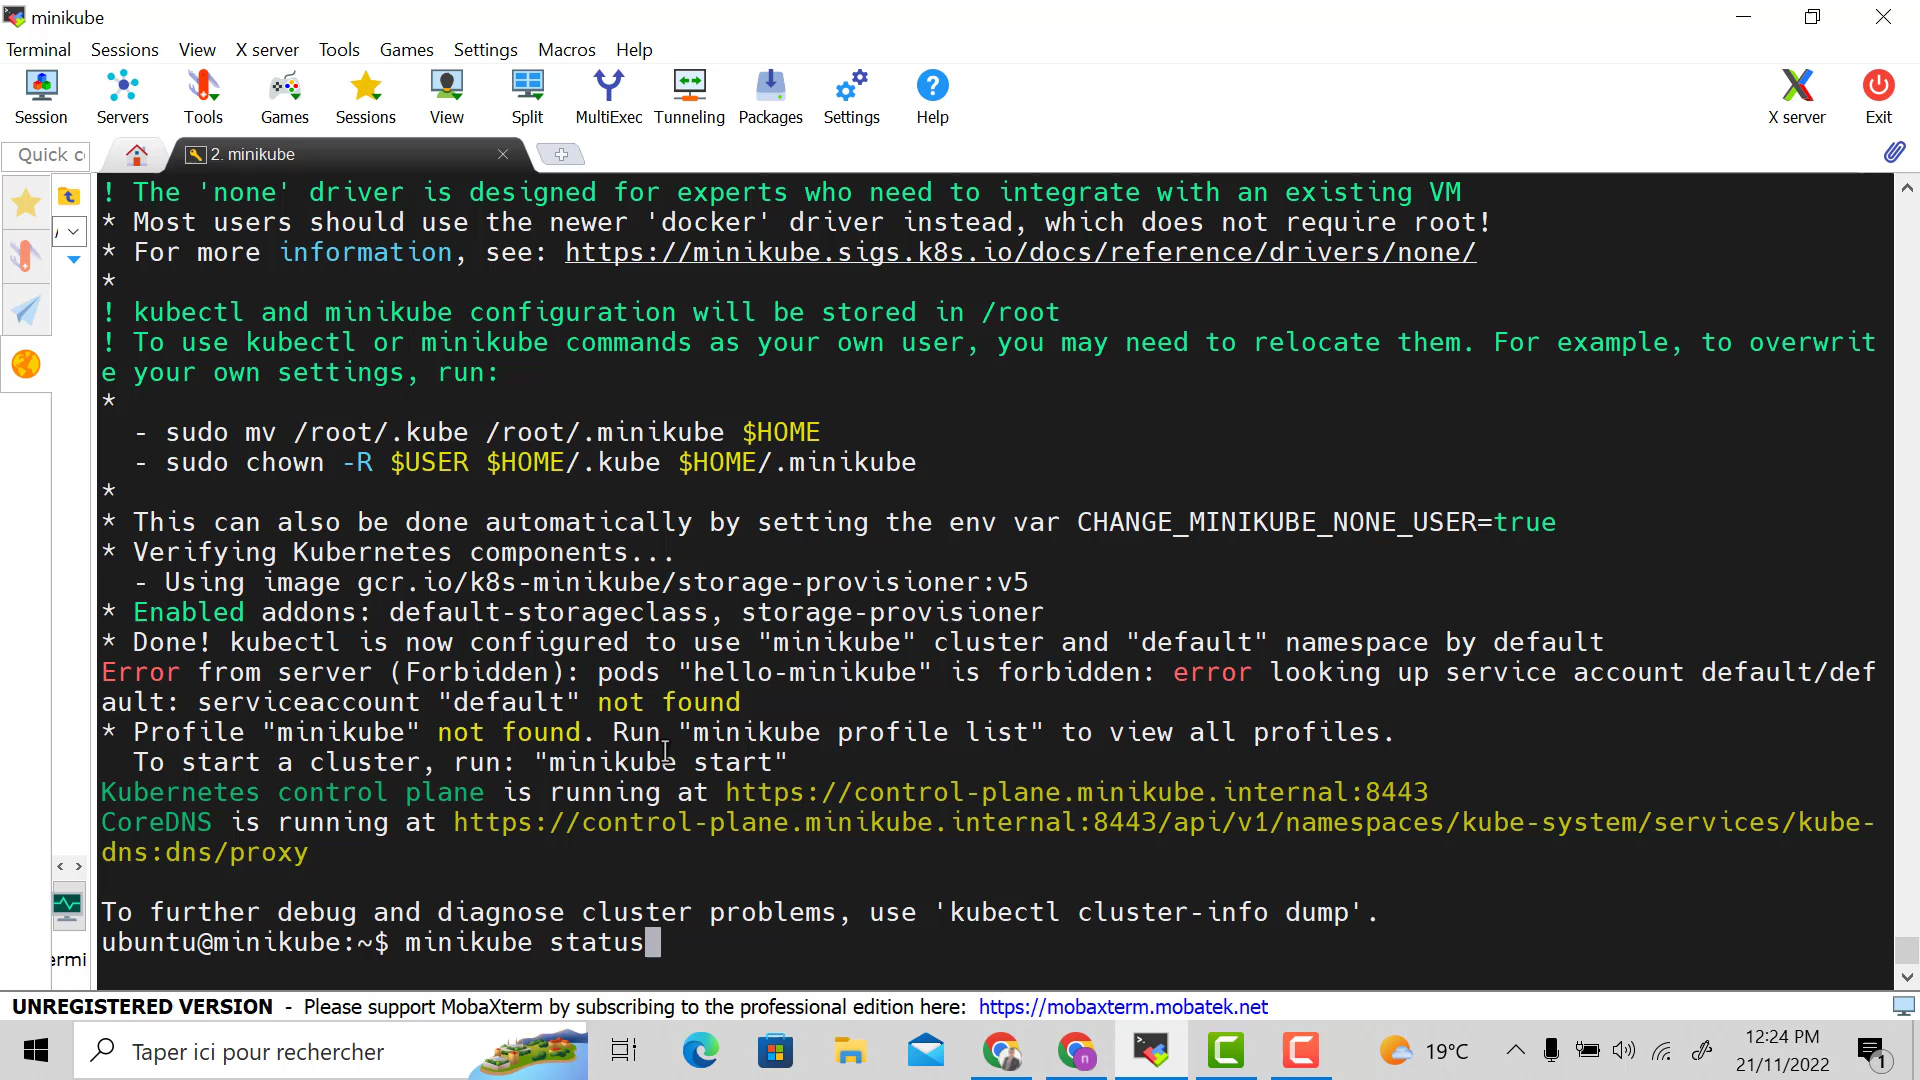 minikube
Terminal Sessions View X server Tools Games Settings Macros Help
Session Servers Tools Games Sessions View Split MultiExec Tunneling Packages Settings Help X server Exit
Quick c
2. minikube
! The 'none' driver is designed for experts who need to integrate with an existing VM
* Most users should use the newer 'docker' driver instead, which does not require root!
* For more information, see: https://minikube.sigs.k8s.io/docs/reference/drivers/none/
*
! kubectl and minikube configuration will be stored in /root
! To use kubectl or minikube commands as your own user, you may need to relocate them. For example, to overwrit
e your own settings, run:
*
- sudo mv /root/.kube /root/.minikube $HOME
- sudo chown -R $USER $HOME/.kube $HOME/.minikube
*
* This can also be done automatically by setting the env var CHANGE_MINIKUBE_NONE_USER=true
* Verifying Kubernetes components...
- Using image gcr.io/k8s-minikube/storage-provisioner:v5
* Enabled addons: default-storageclass, storage-provisioner
* Done! kubectl is now configured to use "minikube" cluster and "default" namespace by default
Error from server (Forbidden): pods "hello-minikube" is forbidden: error looking up service account default/def
ault: serviceaccount "default" not found
* Profile "minikube" not found. Run "minikube profile list" to view all profiles.
To start a cluster, run: "minikube start"
Kubernetes control plane is running at https://control-plane.minikube.internal:8443
CoreDNS is running at https://control-plane.minikube.internal:8443/api/v1/namespaces/kube-system/services/kube-
dns:dns/proxy
To further debug and diagnose cluster problems, use 'kubectl cluster-info dump'.
ubuntu@minikube:~$ minikube status
ermi
UNREGISTERED VERSION - Please support MobaXterm by subscribing to the professional edition here: https://mobaxterm.mobatek.net
Taper ici pour rechercher
19°C
12:24 PM
21/11/2022
1